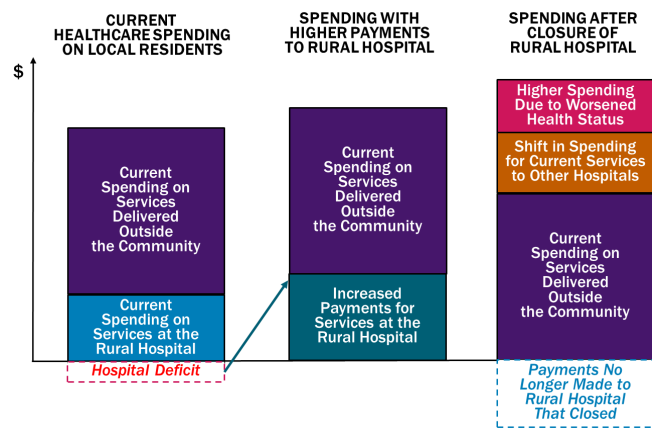 CURRENT
HEALTHCARE SPENDING
ON LOCAL RESIDENTS
SPENDING WITH
HIGHER PAYMENTS
TO RURAL HOSPITAL
SPENDING AFTER
CLOSURE OF
RURAL HOSPITAL
$
Current
Spending on
Services
Delivered
Outside
the Community
Current
Spending on
Services at the
Rural Hospital
Hospital Deficit
Current
Spending on
Services
Delivered
Outside
the Community
Increased
Payments for
Services at the
Rural Hospital
Higher Spending
Due to Worsened
Health Status
Shift in Spending
for Current Services
to Other Hospitals
Current
Spending on
Services
Delivered
Outside
the Community
Payments No
Longer Made to
Rural Hospital
That Closed